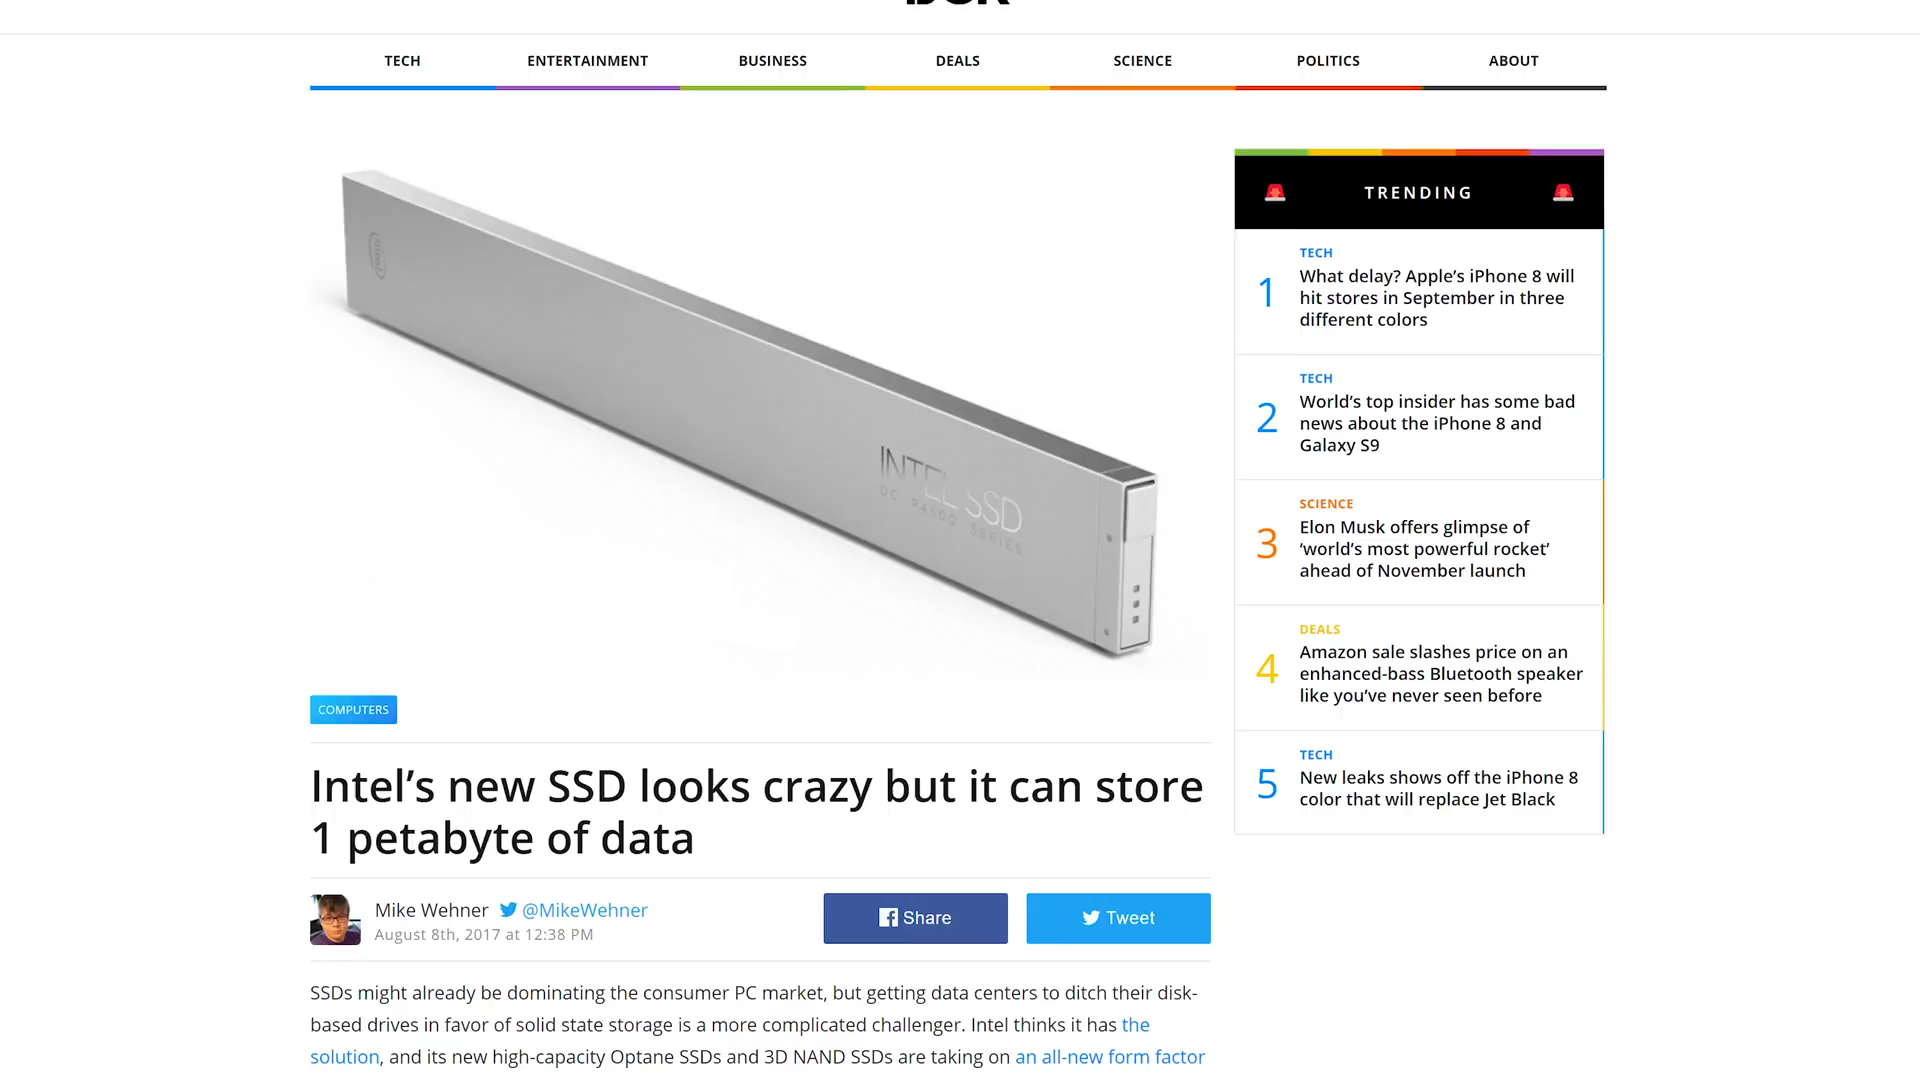 TECH
ENTERTAINMENT
BUSINESS
DEALS
SCIENCE
POLITICS
ABOUT
intel
INTEL SSD
DC P4500 SERIES
COMPUTERS
Intel’s new SSD looks crazy but it can store
1 petabyte of data
Mike Wehner @MikeWehner
August 8th, 2017 at 12:38 PM
Share
Tweet
SSDs might already be dominating the consumer PC market, but getting data centers to ditch their disk-
based drives in favor of solid state storage is a more complicated challenger. Intel thinks it has the
solution, and its new high-capacity Optane SSDs and 3D NAND SSDs are taking on an all-new form factor
TRENDING
TECH
1
What delay? Apple’s iPhone 8 will
hit stores in September in three
different colors
TECH
2
World’s top insider has some bad
news about the iPhone 8 and
Galaxy S9
SCIENCE
3
Elon Musk offers glimpse of
‘world’s most powerful rocket’
ahead of November launch
DEALS
4
Amazon sale slashes price on an
enhanced-bass Bluetooth speaker
like you’ve never seen before
TECH
5
New leaks shows off the iPhone 8
color that will replace Jet Black